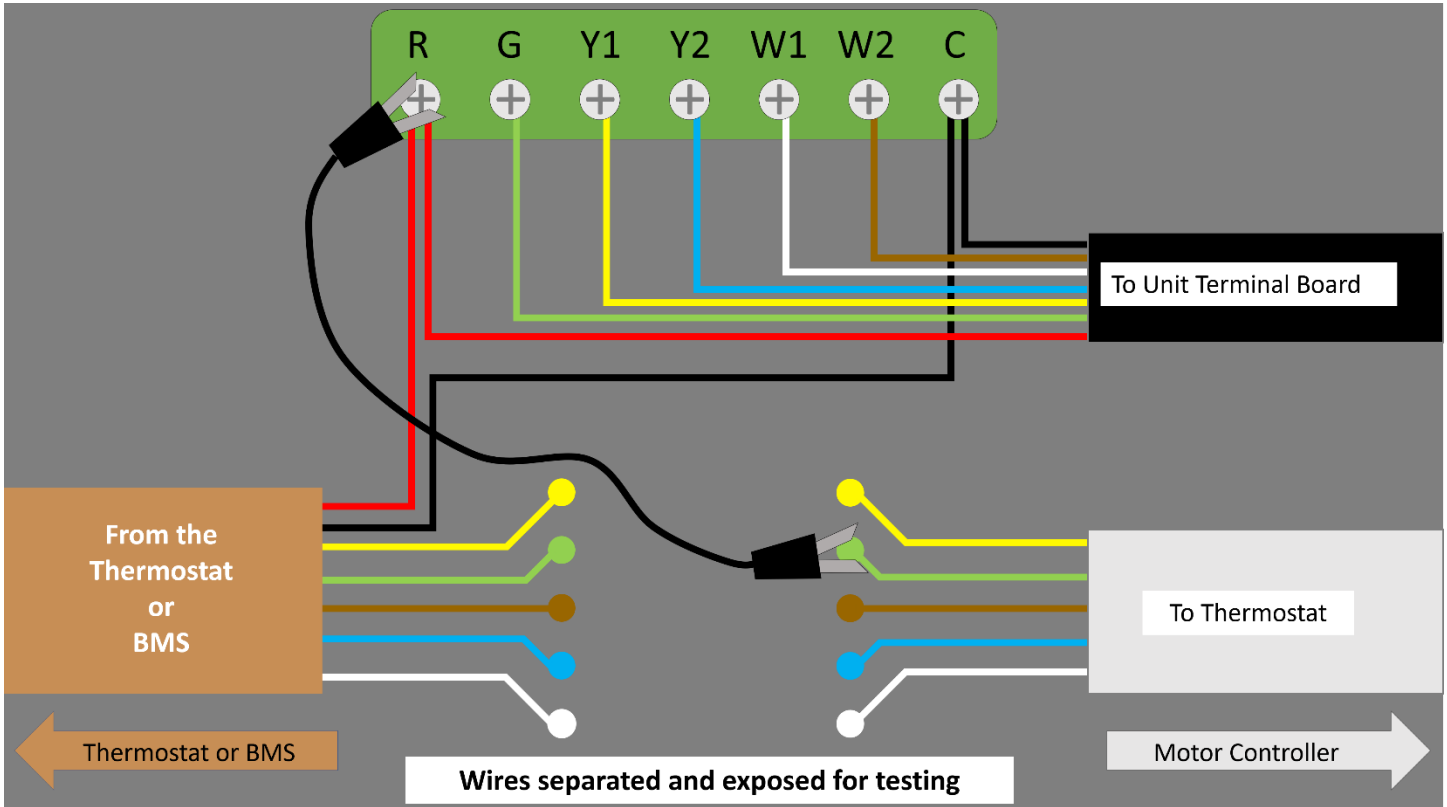 R G Y1 Y2 W1 W2 C
To Unit Terminal Board
From the
Thermostat
or
BMS
To Thermostat
Thermostat or BMS
Motor Controller
Wires separated and exposed for testing